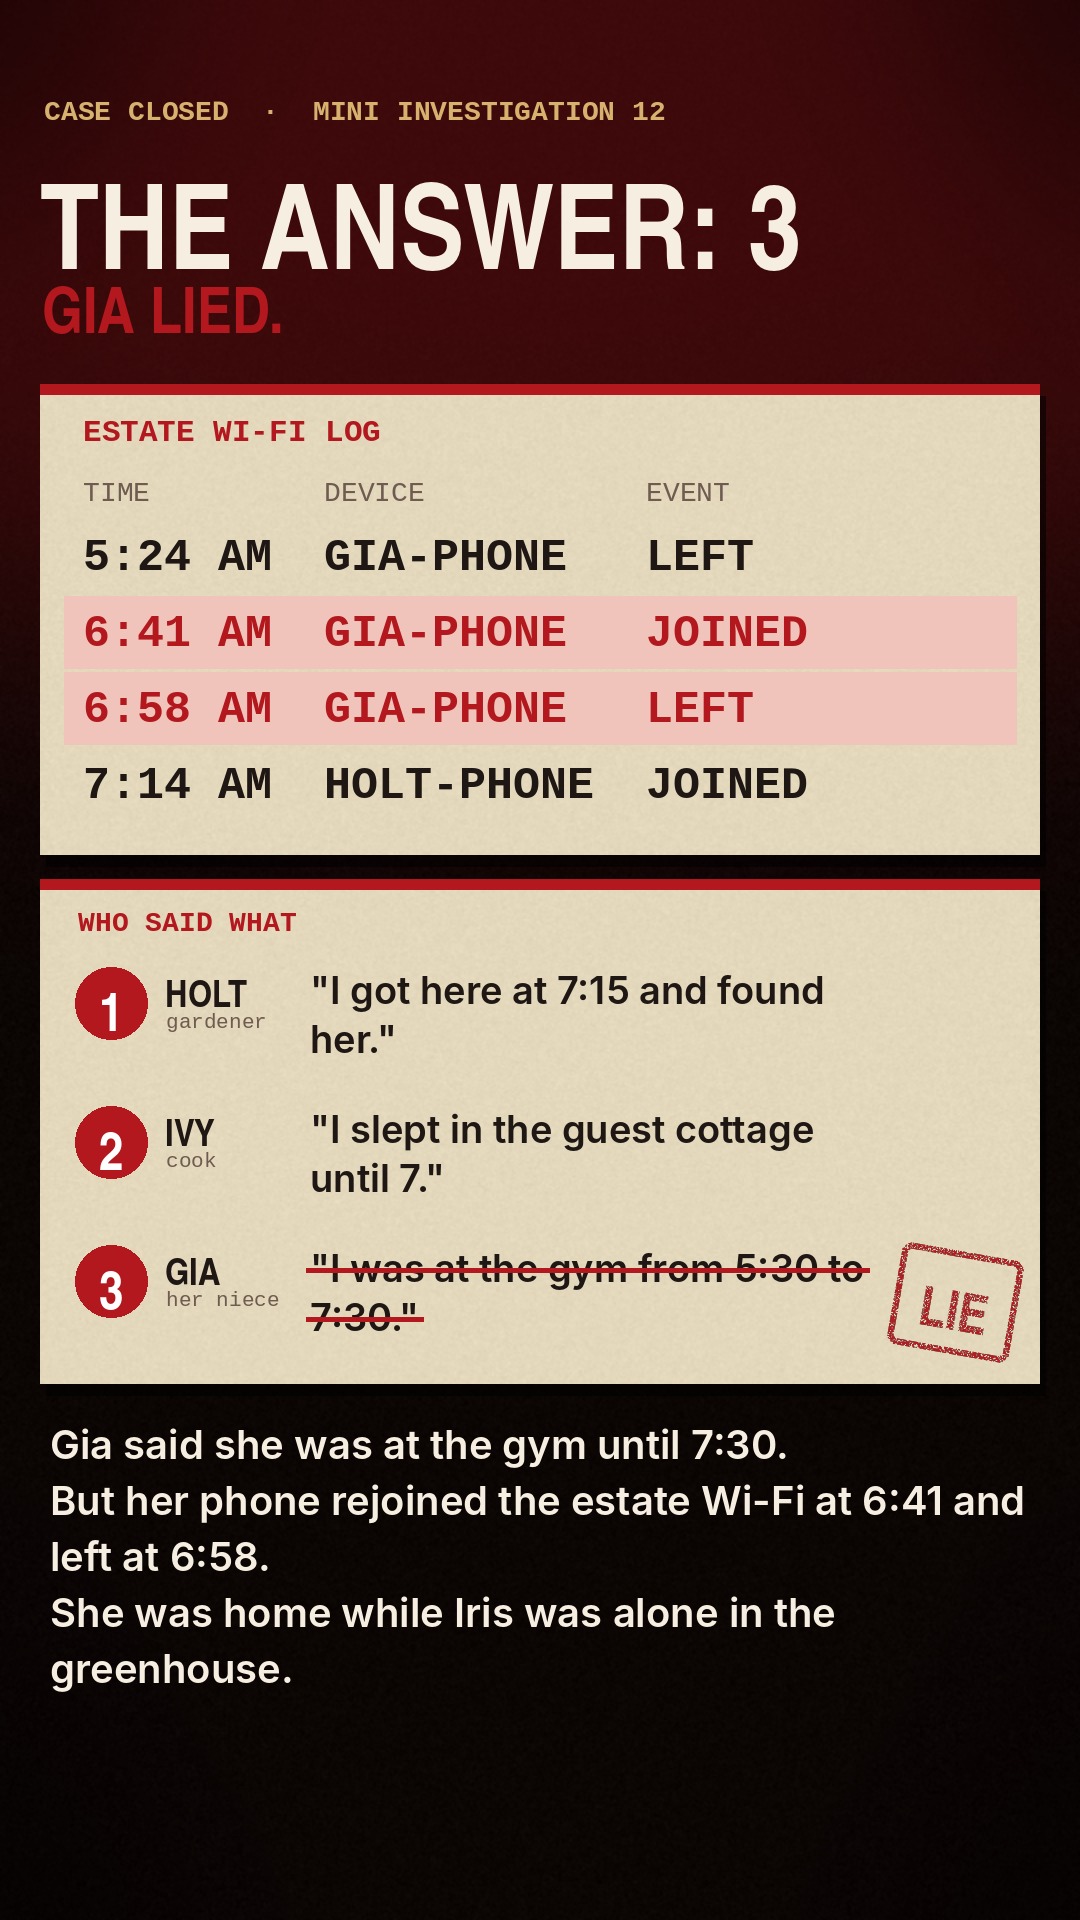 CASE CLOSED · MINI INVESTIGATION 12
THE ANSWER: 3
GIA LIED.
ESTATE WI-FI LOG
TIME DEVICE EVENT
5:24 AM GIA-PHONE LEFT
6:41 AM GIA-PHONE JOINED
6:58 AM GIA-PHONE LEFT
7:14 AM HOLT-PHONE JOINED
WHO SAID WHAT
1 HOLT
gardener
"I got here at 7:15 and found
her."
2 IVY
cook
"I slept in the guest cottage
until 7."
3 GIA
her niece
"I was at the gym from 5:30 to
7:30."
LIE
Gia said she was at the gym until 7:30.
But her phone rejoined the estate Wi-Fi at 6:41 and
left at 6:58.
She was home while Iris was alone in the
greenhouse.